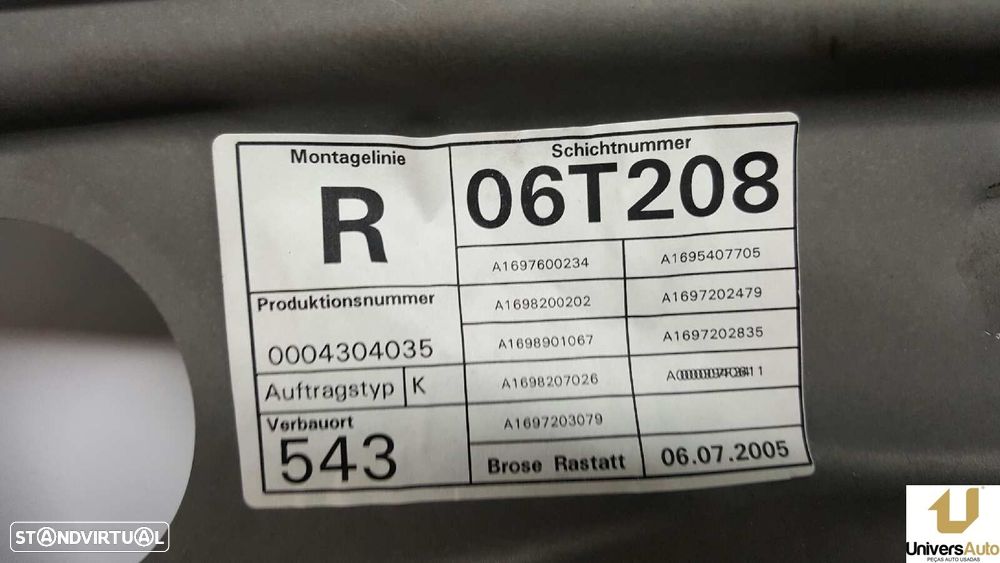 Montagelinie
R
Schichtnummer
06T208
A1697600234
A1695407705
A1698200202
A1697202479
A1698901067
A1697202835
A1698207026
A1697203079
Produktionsnummer
0004304035
Auftragstyp K
Verbauort
543
Brose Rastatt
06.07.2005
STANDVIRTUAL
UniversAuto
PEÇAS AUTO USADAS